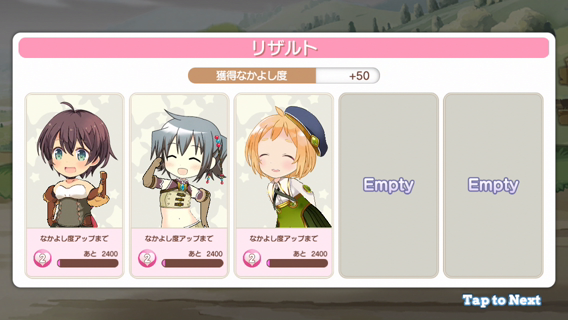 リザルト
獲得なかよし度 +50
なかよし度アップまで
2 あと 2400
なかよし度アップまで
2 あと 2400
なかよし度アップまで
2 あと 2400
Empty
Empty
Tap to Next